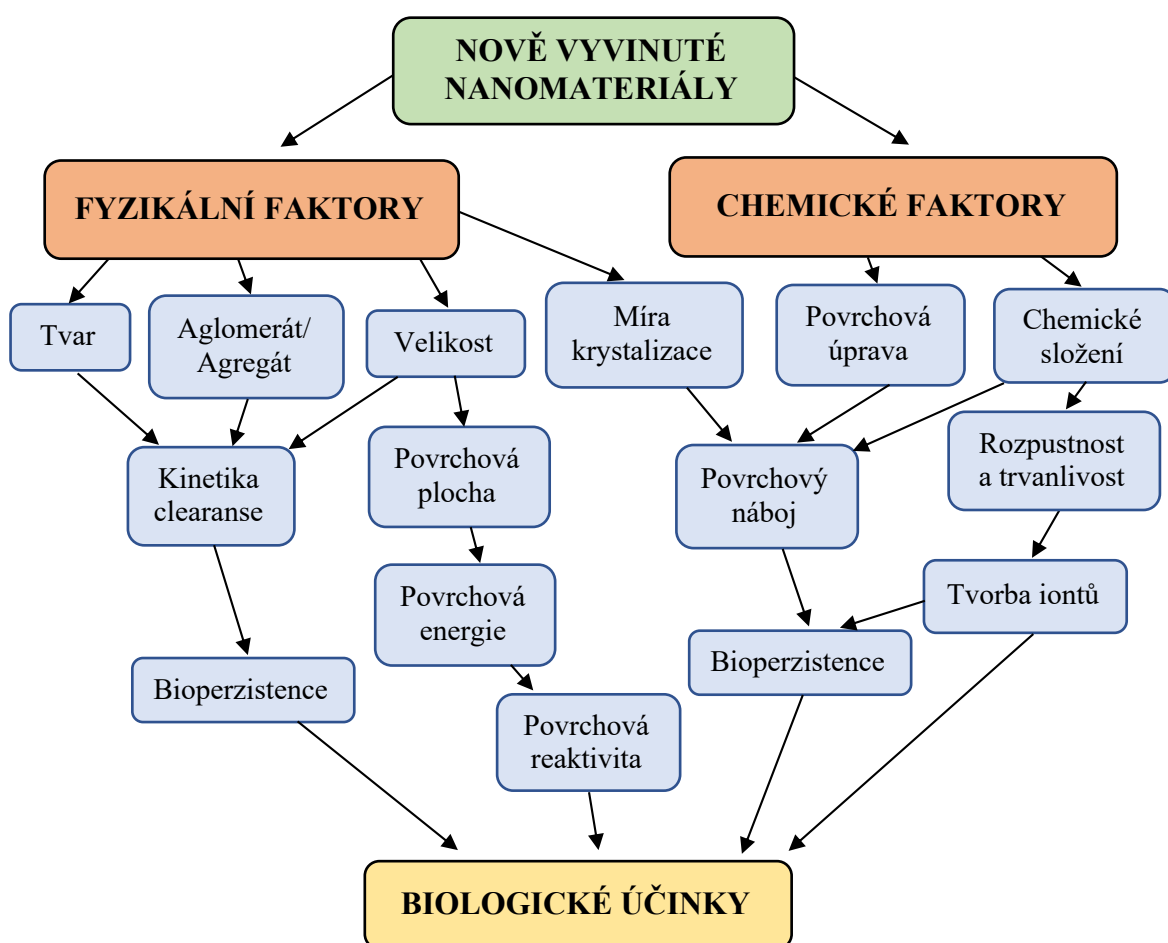 NOVĚ VYVINUTÉ
NANOMATERIÁLY
FYZIKÁLNÍ FAKTORY
CHEMICKÉ FAKTORY
Tvar
Aglomerát/
Agregát
Velikost
Míra
krystalizace
Povrchová
úprava
Chemické
složení
Kinetika
clearanse
Povrchová
plocha
Povrchový
náboj
Rozpustnost
a trvanlivost
Povrchová
energie
Tvorba iontů
Bioperzistence
Povrchová
reaktivita
Bioperzistence
BIOLOGICKÉ ÚČINKY